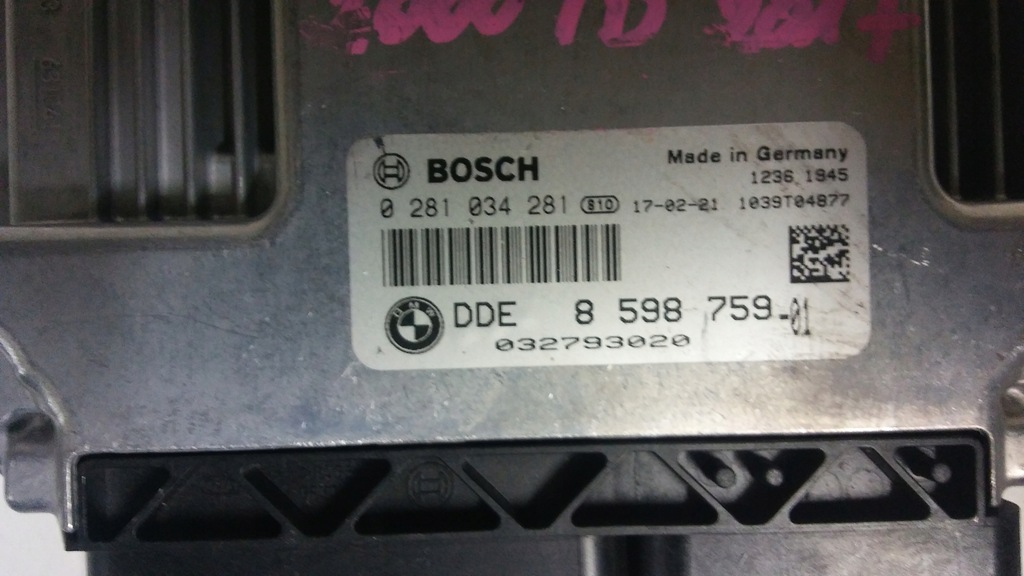 BOSCH
Made in Germany
1236.1945
0 281 034 281 810 17-02-21 1039T04877
BMW DDE 8 598 759-01
032793020